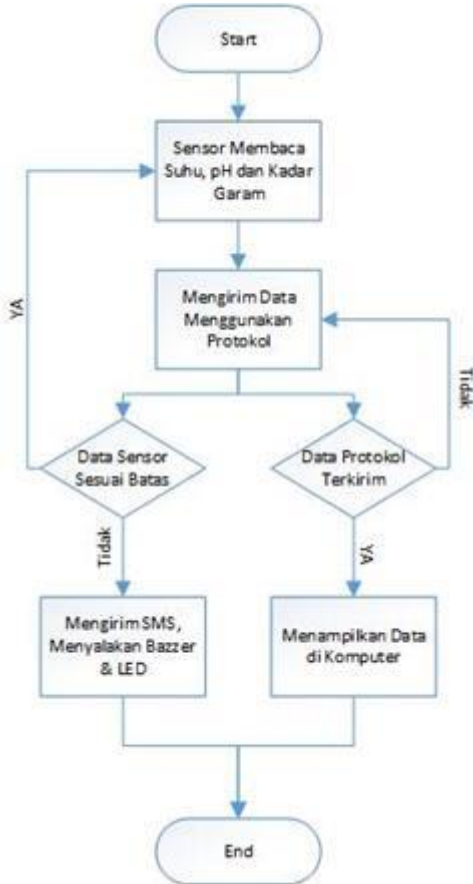 Start
Sensor Membaca
Suhu, pH dan Kadar
Garam
YA
Mengirim Data
Menggunakan
Protokol
Tidak
Data Sensor
Sesuai Batas
Data Protokol
Terkirim
Tidak
YA
Mengirim SMS,
Menyalakan Bazzer
& LED
Menampilkan Data
di Komputer
End